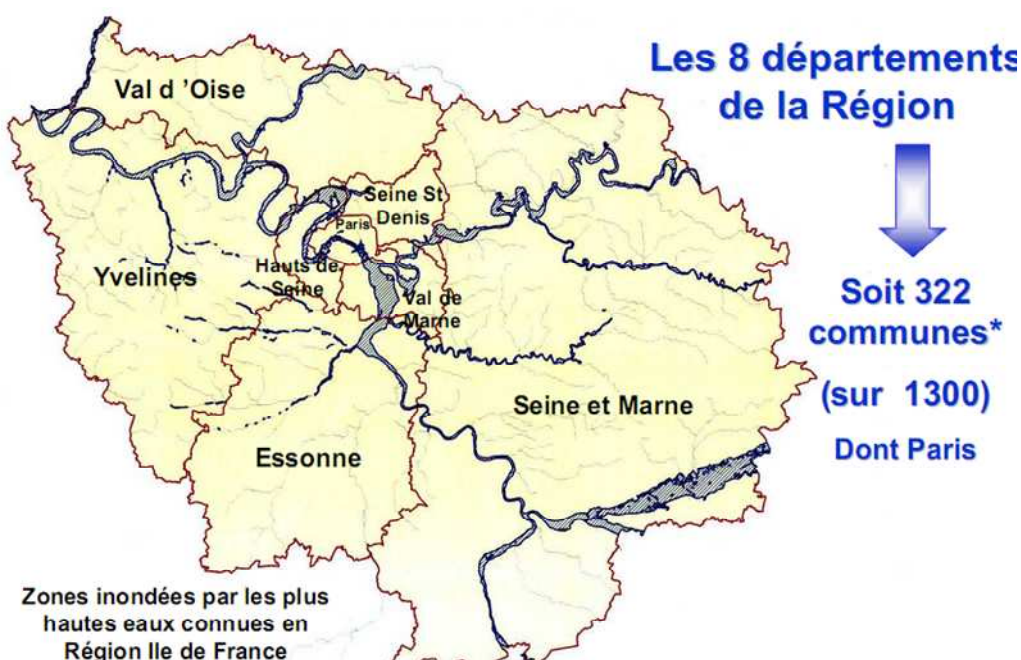 Les 8 départements
de la Région
Val d 'Oise
Seine St
Denis
Paris
Hauts de
Seine
Yvelines
Val de
Marne
Soit 322
communes*
(sur 1300)
Dont Paris
Seine et Marne
Essonne
Zones inondées par les plus
hautes eaux connues en
Région Ile de France